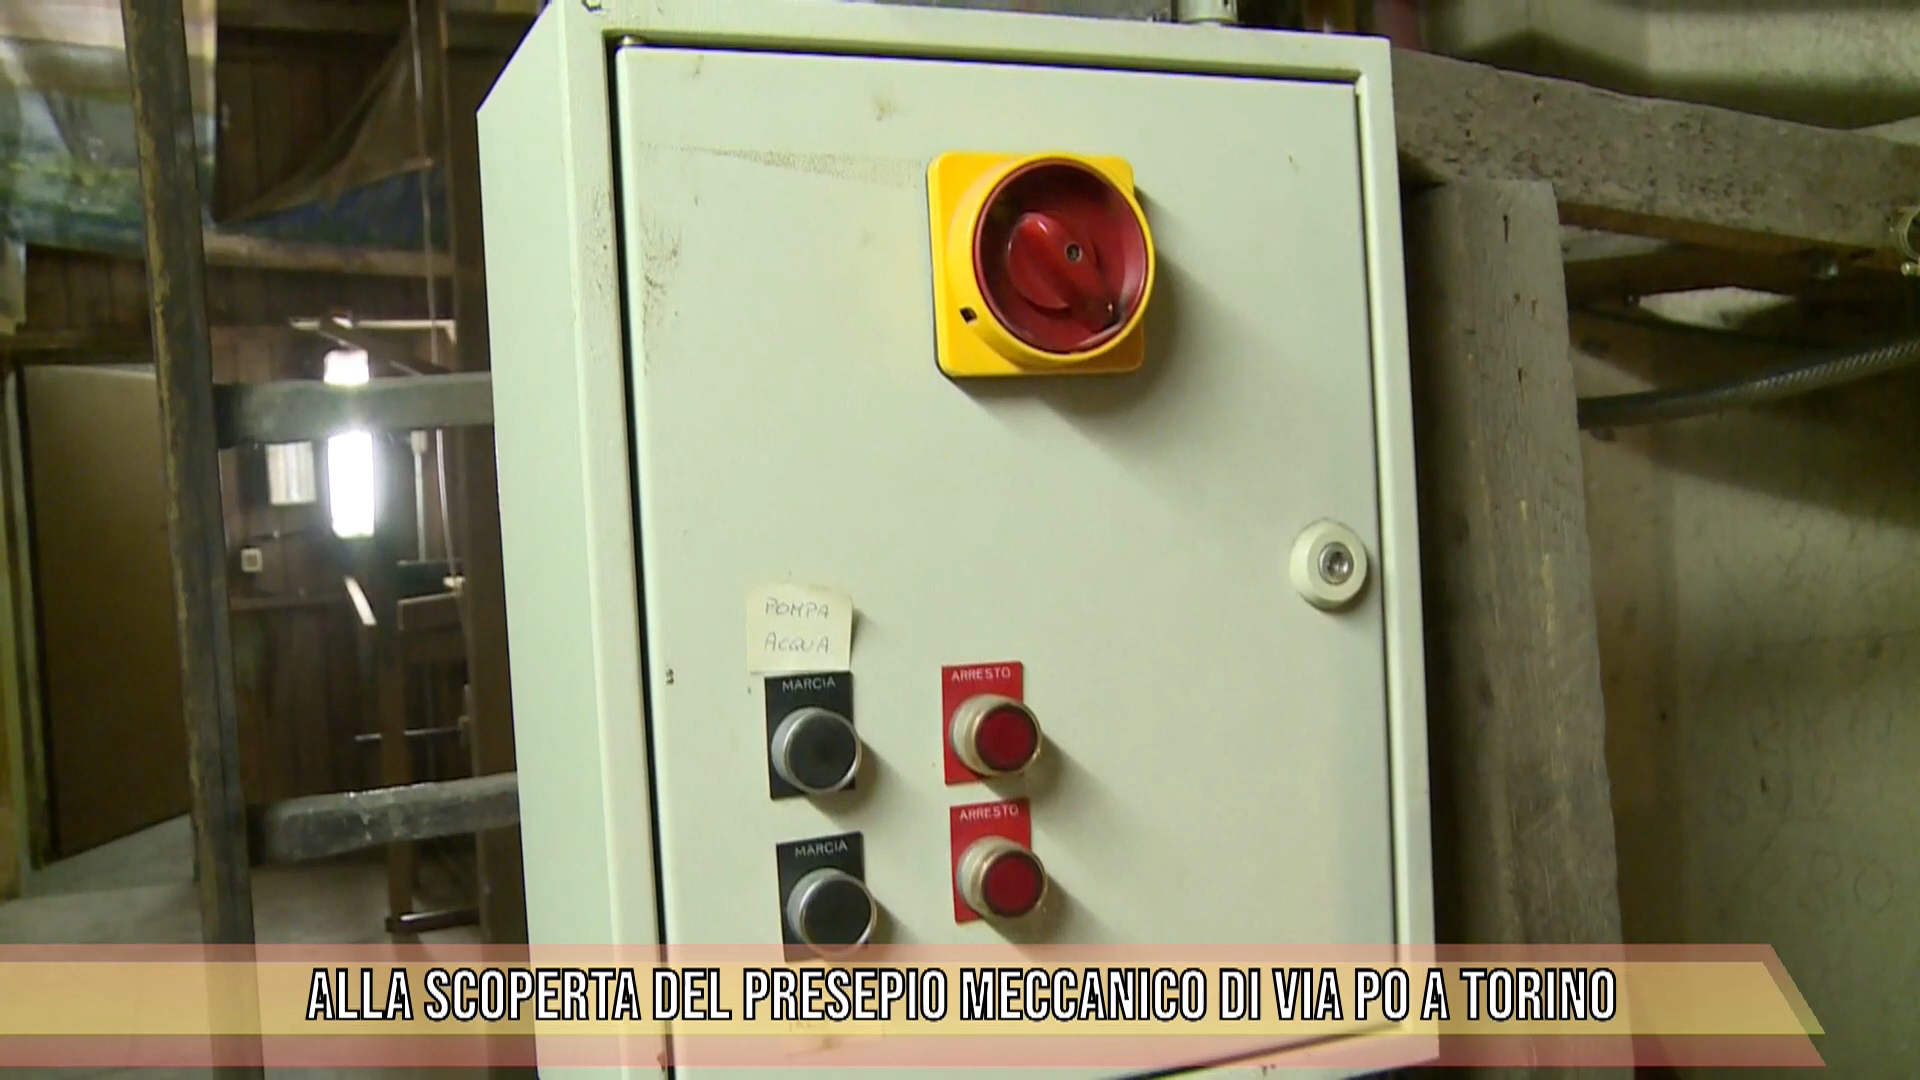 POMPA
ACQUA
MARCIA
ARRESTO
MARCIA
ARRESTO
ALLA SCOPERTA DEL PRESEPIO MECCANICO DI VIA PO A TORINO